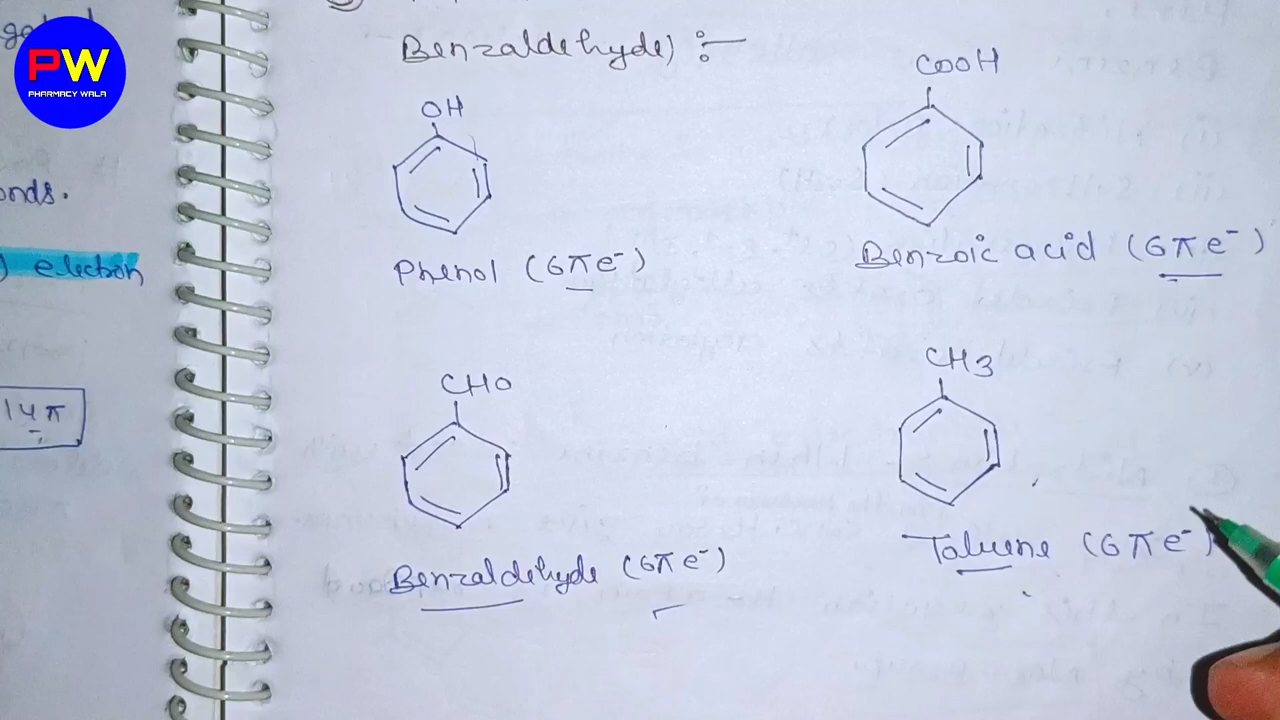 PW
PHARMACY WALA
onds.
election
14π
Benzaldehyde) :-
OH
Phenol (6πe⁻)
COOH
Benzoic acid (6πe⁻)
CHO
Benzaldehyde (6πe⁻)
CH3
Toluene (6πe⁻)